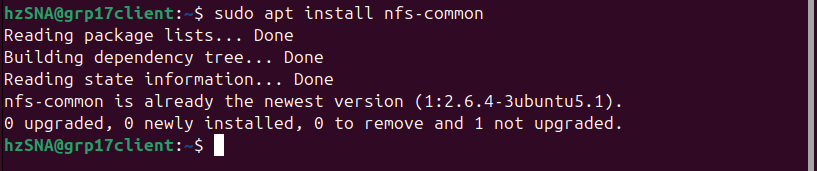 hzSNA@grp17client:~$ sudo apt install nfs-common
Reading package lists... Done
Building dependency tree... Done
Reading state information... Done
nfs-common is already the newest version (1:2.6.4-3ubuntu5.1).
0 upgraded, 0 newly installed, 0 to remove and 1 not upgraded.
hzSNA@grp17client:~$